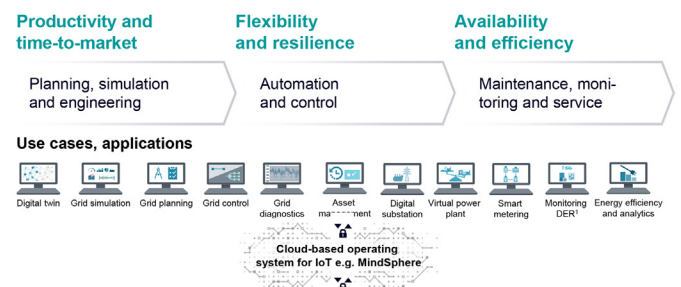 Productivity and
time-to-market
Flexibility
and resilience
Availability
and efficiency
Planning, simulation
and engineering
Automation
and control
Maintenance, moni-
toring and service
Use cases, applications
Digital twin
Grid simulation
Grid planning
Grid control
Grid
diagnostics
Asset
Digital
substation
Virtual power
plant
Smart
metering
Monitoring
DER¹
Energy efficiency
and analytics
Cloud-based operating
system for IoT e.g. MindSphere